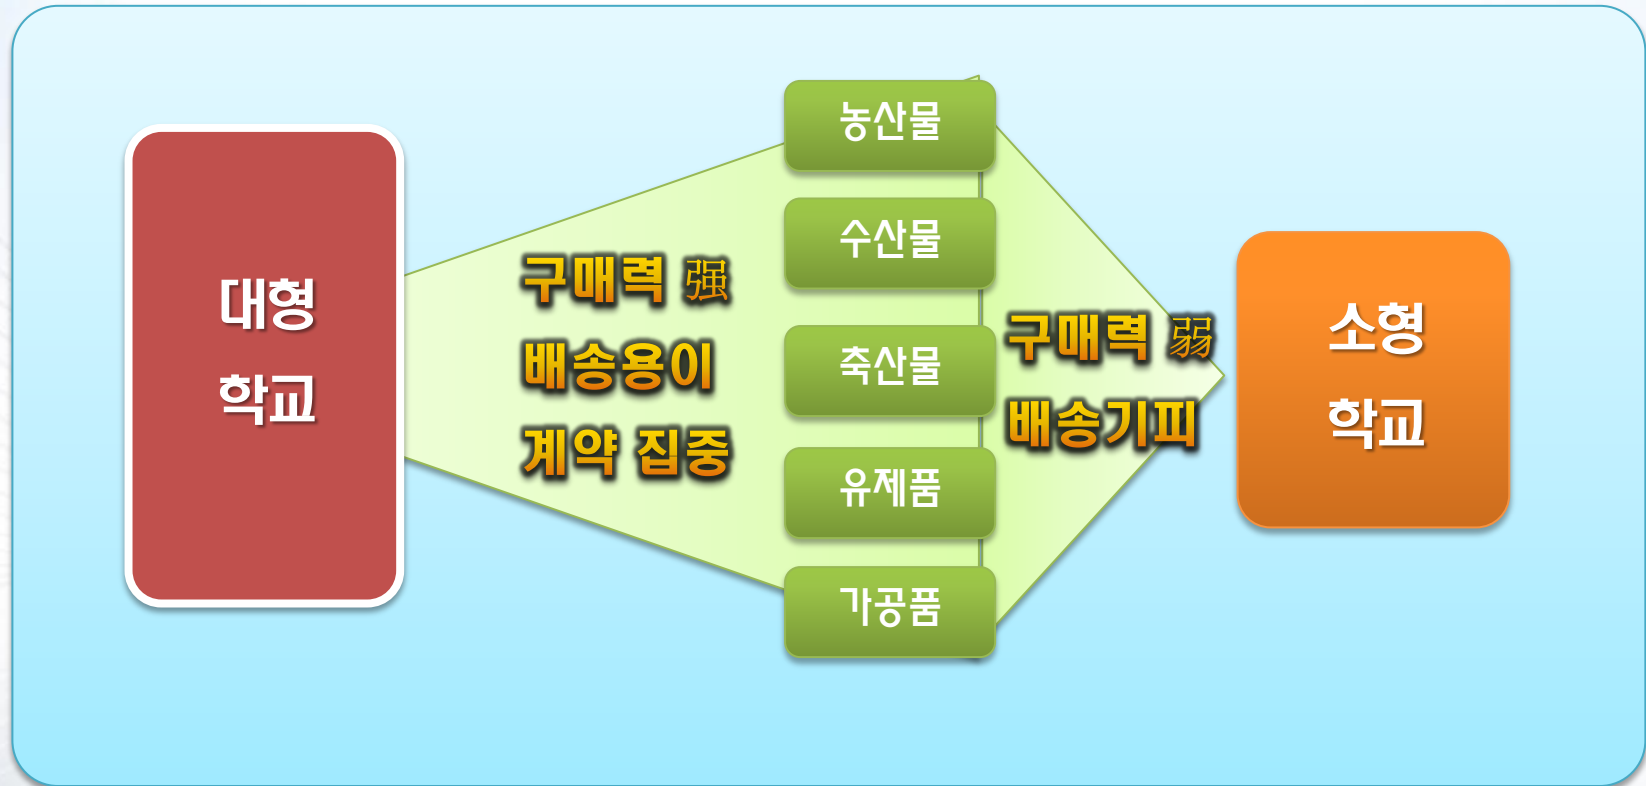 대형
학교
구매력 强
배송용이
계약 집중
농산물
수산물
축산물
유제품
가공품
구매력 弱
배송기피
소형
학교